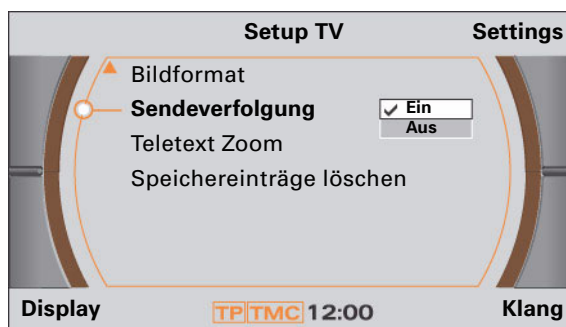 Setup TV Settings
Bildformat
Sendeverfolgung
Ein
Aus
Teletext Zoom
Speichereinträge löschen
Display TP TMC 12:00 Klang